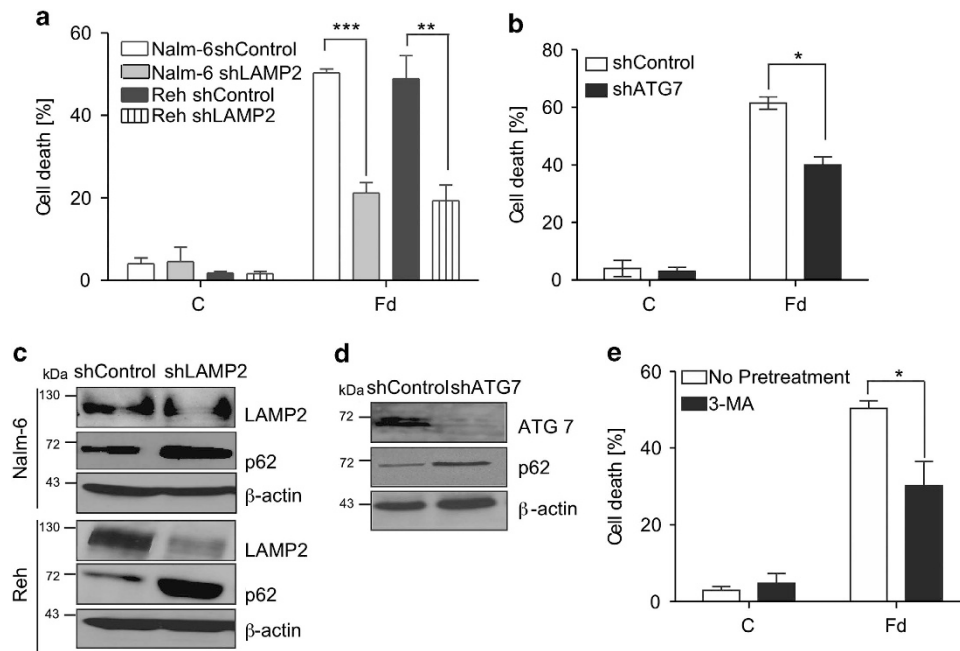 a
60
40
20
0
Cell death [%]
Nalm-6shControl
Nalm-6 shLAMP2
Reh shControl
Reh shLAMP2
***
**
C
Fd
b
80
60
40
20
0
Cell death [%]
shControl
shATG7
*
C
Fd
c
kDa
shControl shLAMP2
Nalm-6
130
LAMP2
72
p62
43
β-actin
Reh
130
LAMP2
72
p62
43
β-actin
d
kDa
shControl shATG7
72
ATG 7
72
p62
43
β-actin
e
60
40
20
0
Cell death [%]
No Pretreatment
3-MA
*
C
Fd